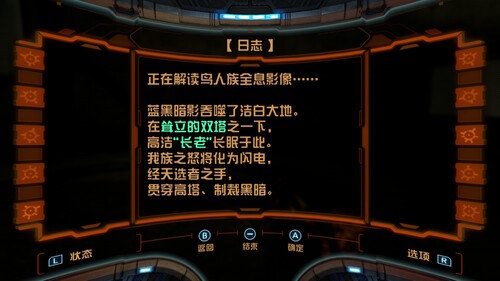 【日志】
正在解读鸟人族全息影像……
蓝黑暗影吞噬了洁白大地。
在耸立的双塔之一下，
高洁“长老”长眠于此。
我族之怒将化为闪电，
经天选者之手，
贯穿高塔、制裁黑暗。
L 状态
B 返回
− 结束
A 确定
选项 R